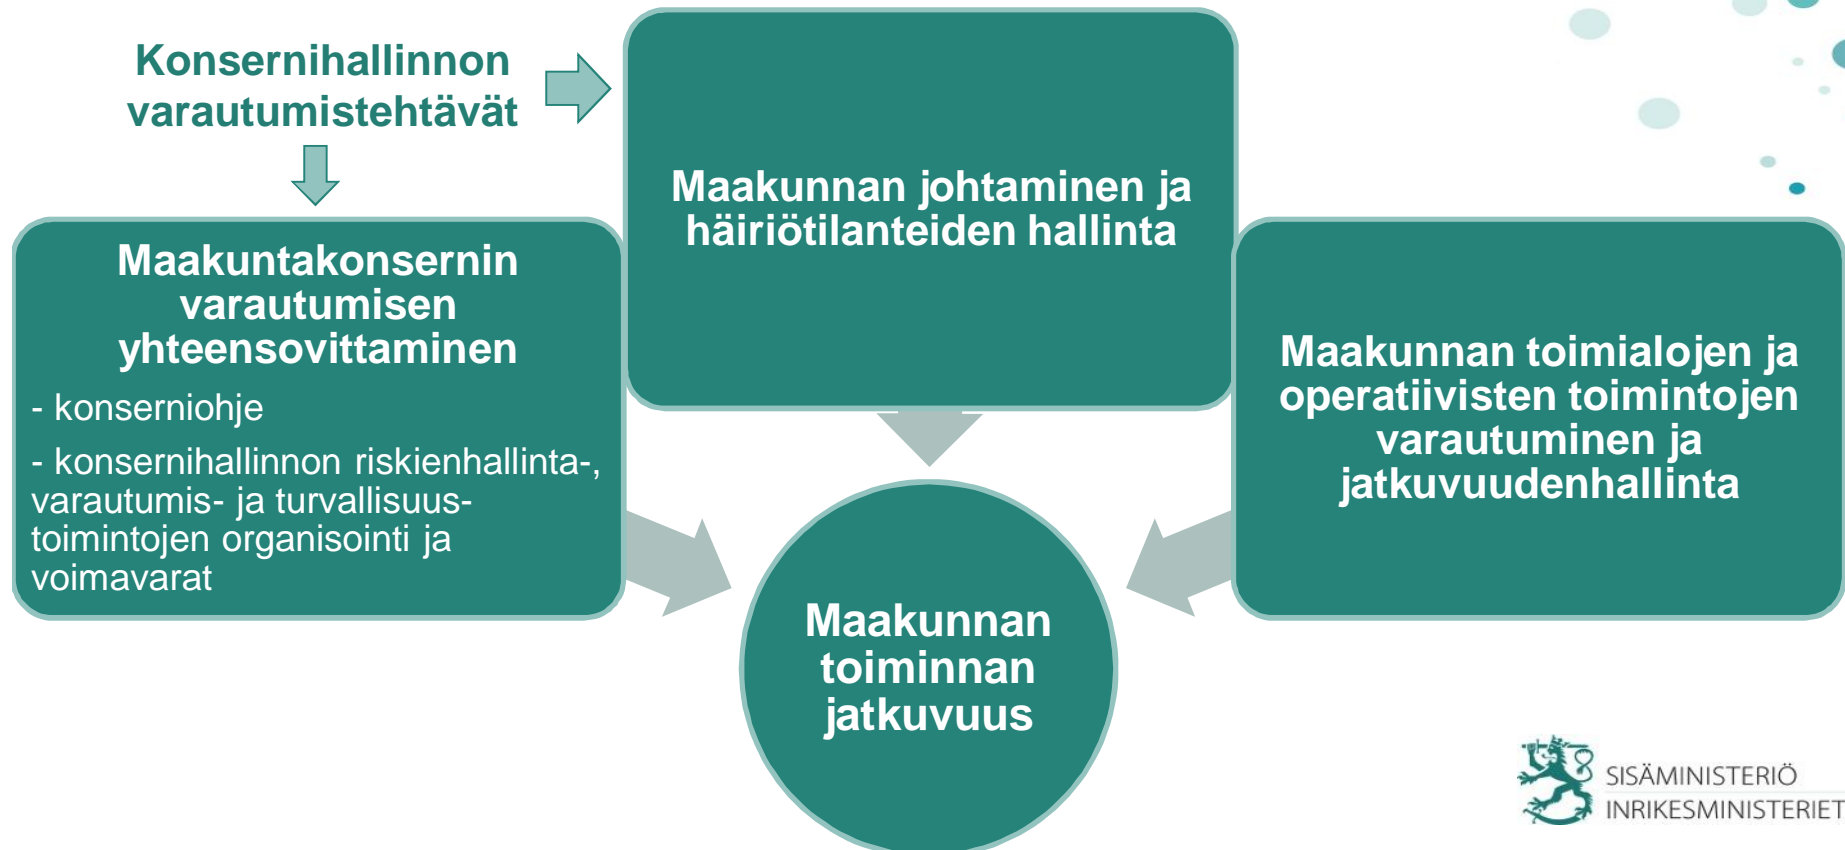 Konsernihallinnon
varautumistehtävät
Maakunnan johtaminen ja
häiriötilanteiden hallinta
Maakuntakonsernin
varautumisen
yhteensovittaminen
- konserniohje
- konsernihallinnon riskienhallinta-,
varautumis- ja turvallisuus-
toimintojen organisointi ja
voimavarat
Maakunnan toimialojen ja
operatiivisten toimintojen
varautuminen ja
jatkuvuudenhallinta
Maakunnan
toiminnan
jatkuvuus
SISÄMINISTERIÖ
INRIKESMINISTERIET